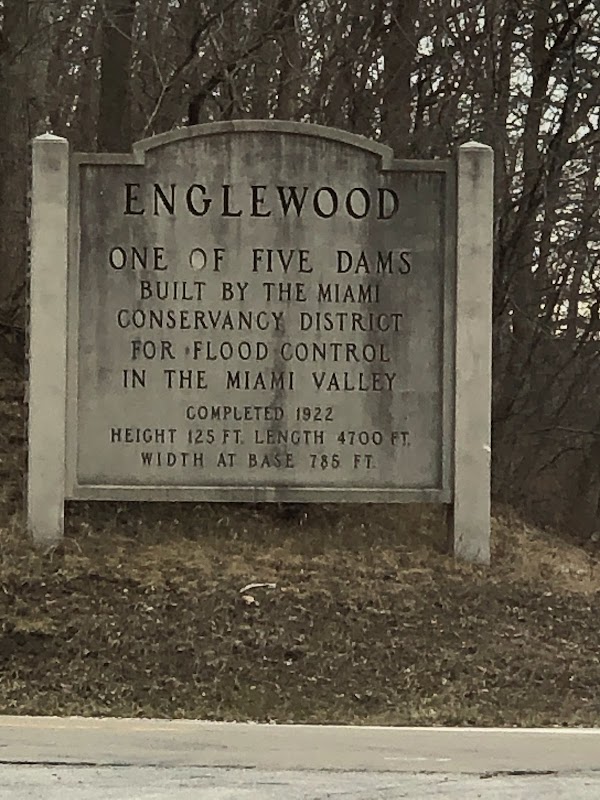 ENGLEWOOD
ONE OF FIVE DAMS
BUILT BY THE MIAMI
CONSERVANCY DISTRICT
FOR FLOOD CONTROL
IN THE MIAMI VALLEY
COMPLETED 1922
HEIGHT 125 FT. LENGTH 4700 FT.
WIDTH AT BASE 785 FT.